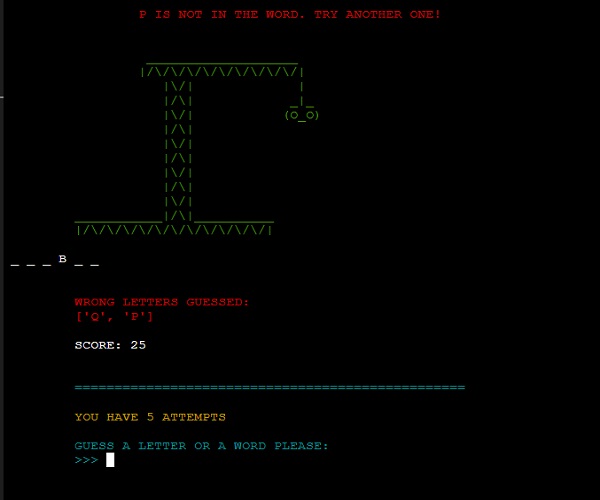 P IS NOT IN THE WORD. TRY ANOTHER ONE!
(O_O)
_ _ _ B _ _
WRONG LETTERS GUESSED:
['Q', 'P']
SCORE: 25
=================================================
YOU HAVE 5 ATTEMPTS
GUESS A LETTER OR A WORD PLEASE:
>>>